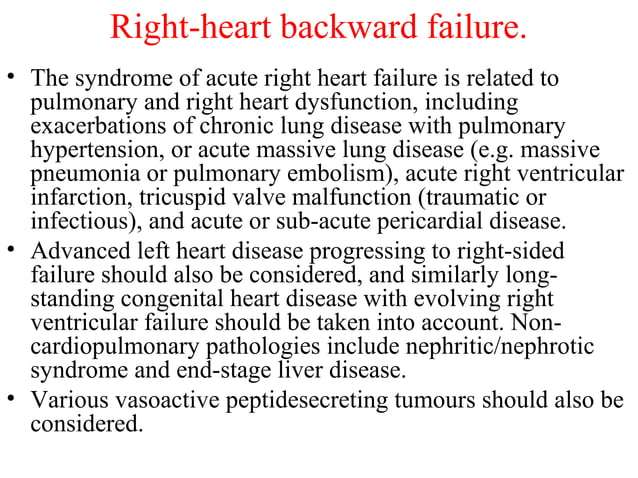 Right-heart backward failure.
• The syndrome of acute right heart failure is related to
pulmonary and right heart dysfunction, including
exacerbations of chronic lung disease with pulmonary
hypertension, or acute massive lung disease (e.g. massive
pneumonia or pulmonary embolism), acute right ventricular
infarction, tricuspid valve malfunction (traumatic or
infectious), and acute or sub-acute pericardial disease.
• Advanced left heart disease progressing to right-sided
failure should also be considered, and similarly long-
standing congenital heart disease with evolving right
ventricular failure should be taken into account. Non-
cardiopulmonary pathologies include nephritic/nephrotic
syndrome and end-stage liver disease.
• Various vasoactive peptidesecreting tumours should also be
considered.